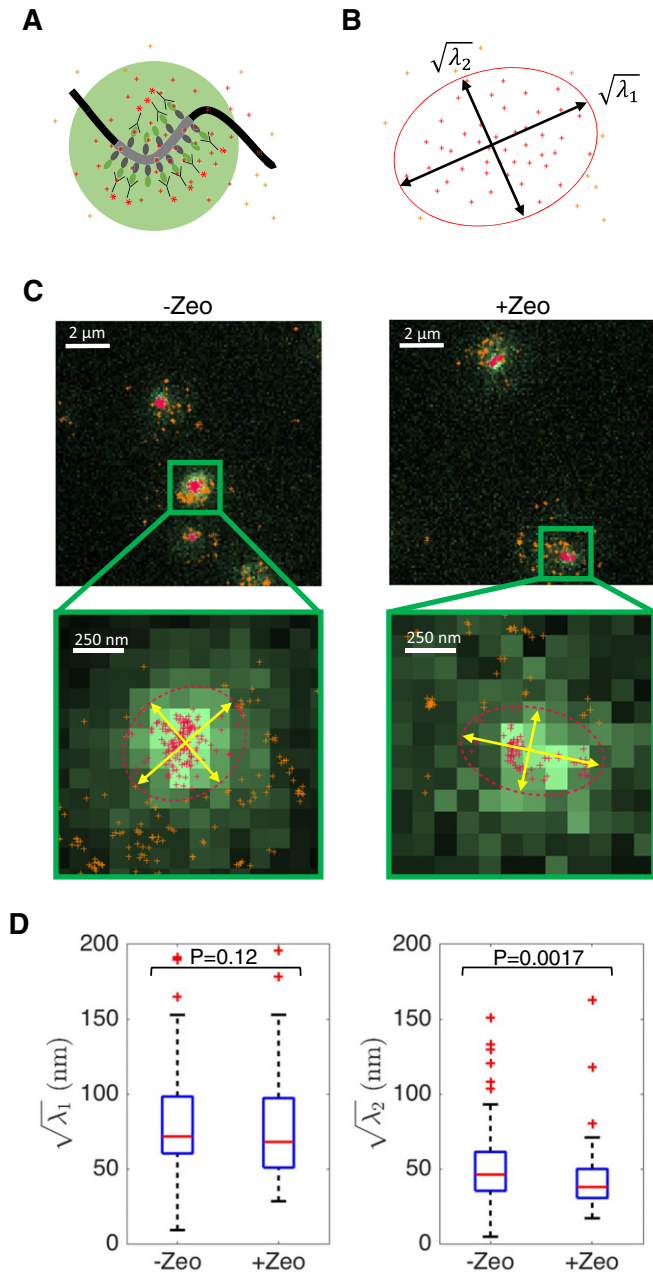 A
B
√λ₂
√λ₁
C
-Zeo
+Zeo
2 μm
2 μm
250 nm
250 nm
D
200
150
100
50
0
√λ₁ (nm)
P=0.12
-Zeo
+Zeo
200
150
100
50
0
√λ₂ (nm)
P=0.0017
-Zeo
+Zeo